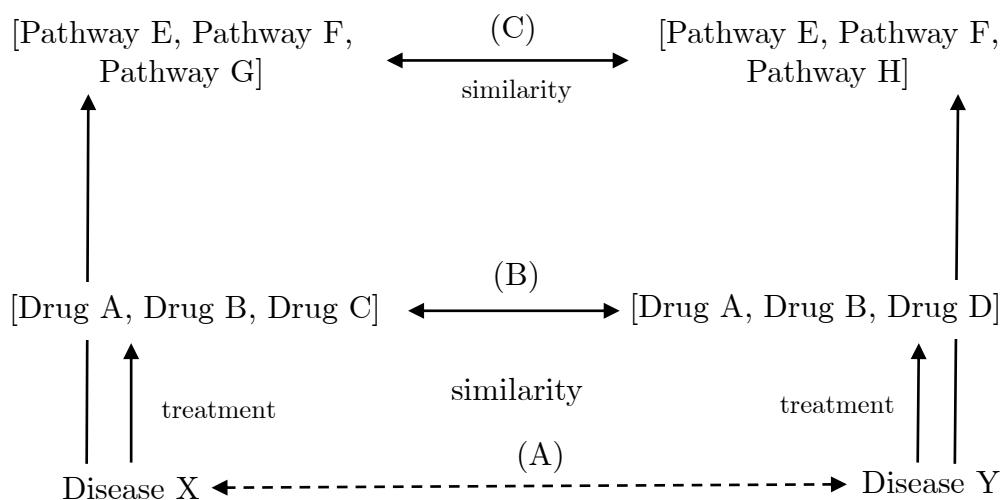 [Pathway E, Pathway F,
Pathway G]
(C)
similarity
[Pathway E, Pathway F,
Pathway H]
[Drug A, Drug B, Drug C]
(B)
[Drug A, Drug B, Drug D]
similarity
treatment
treatment
(A)
Disease X
Disease Y